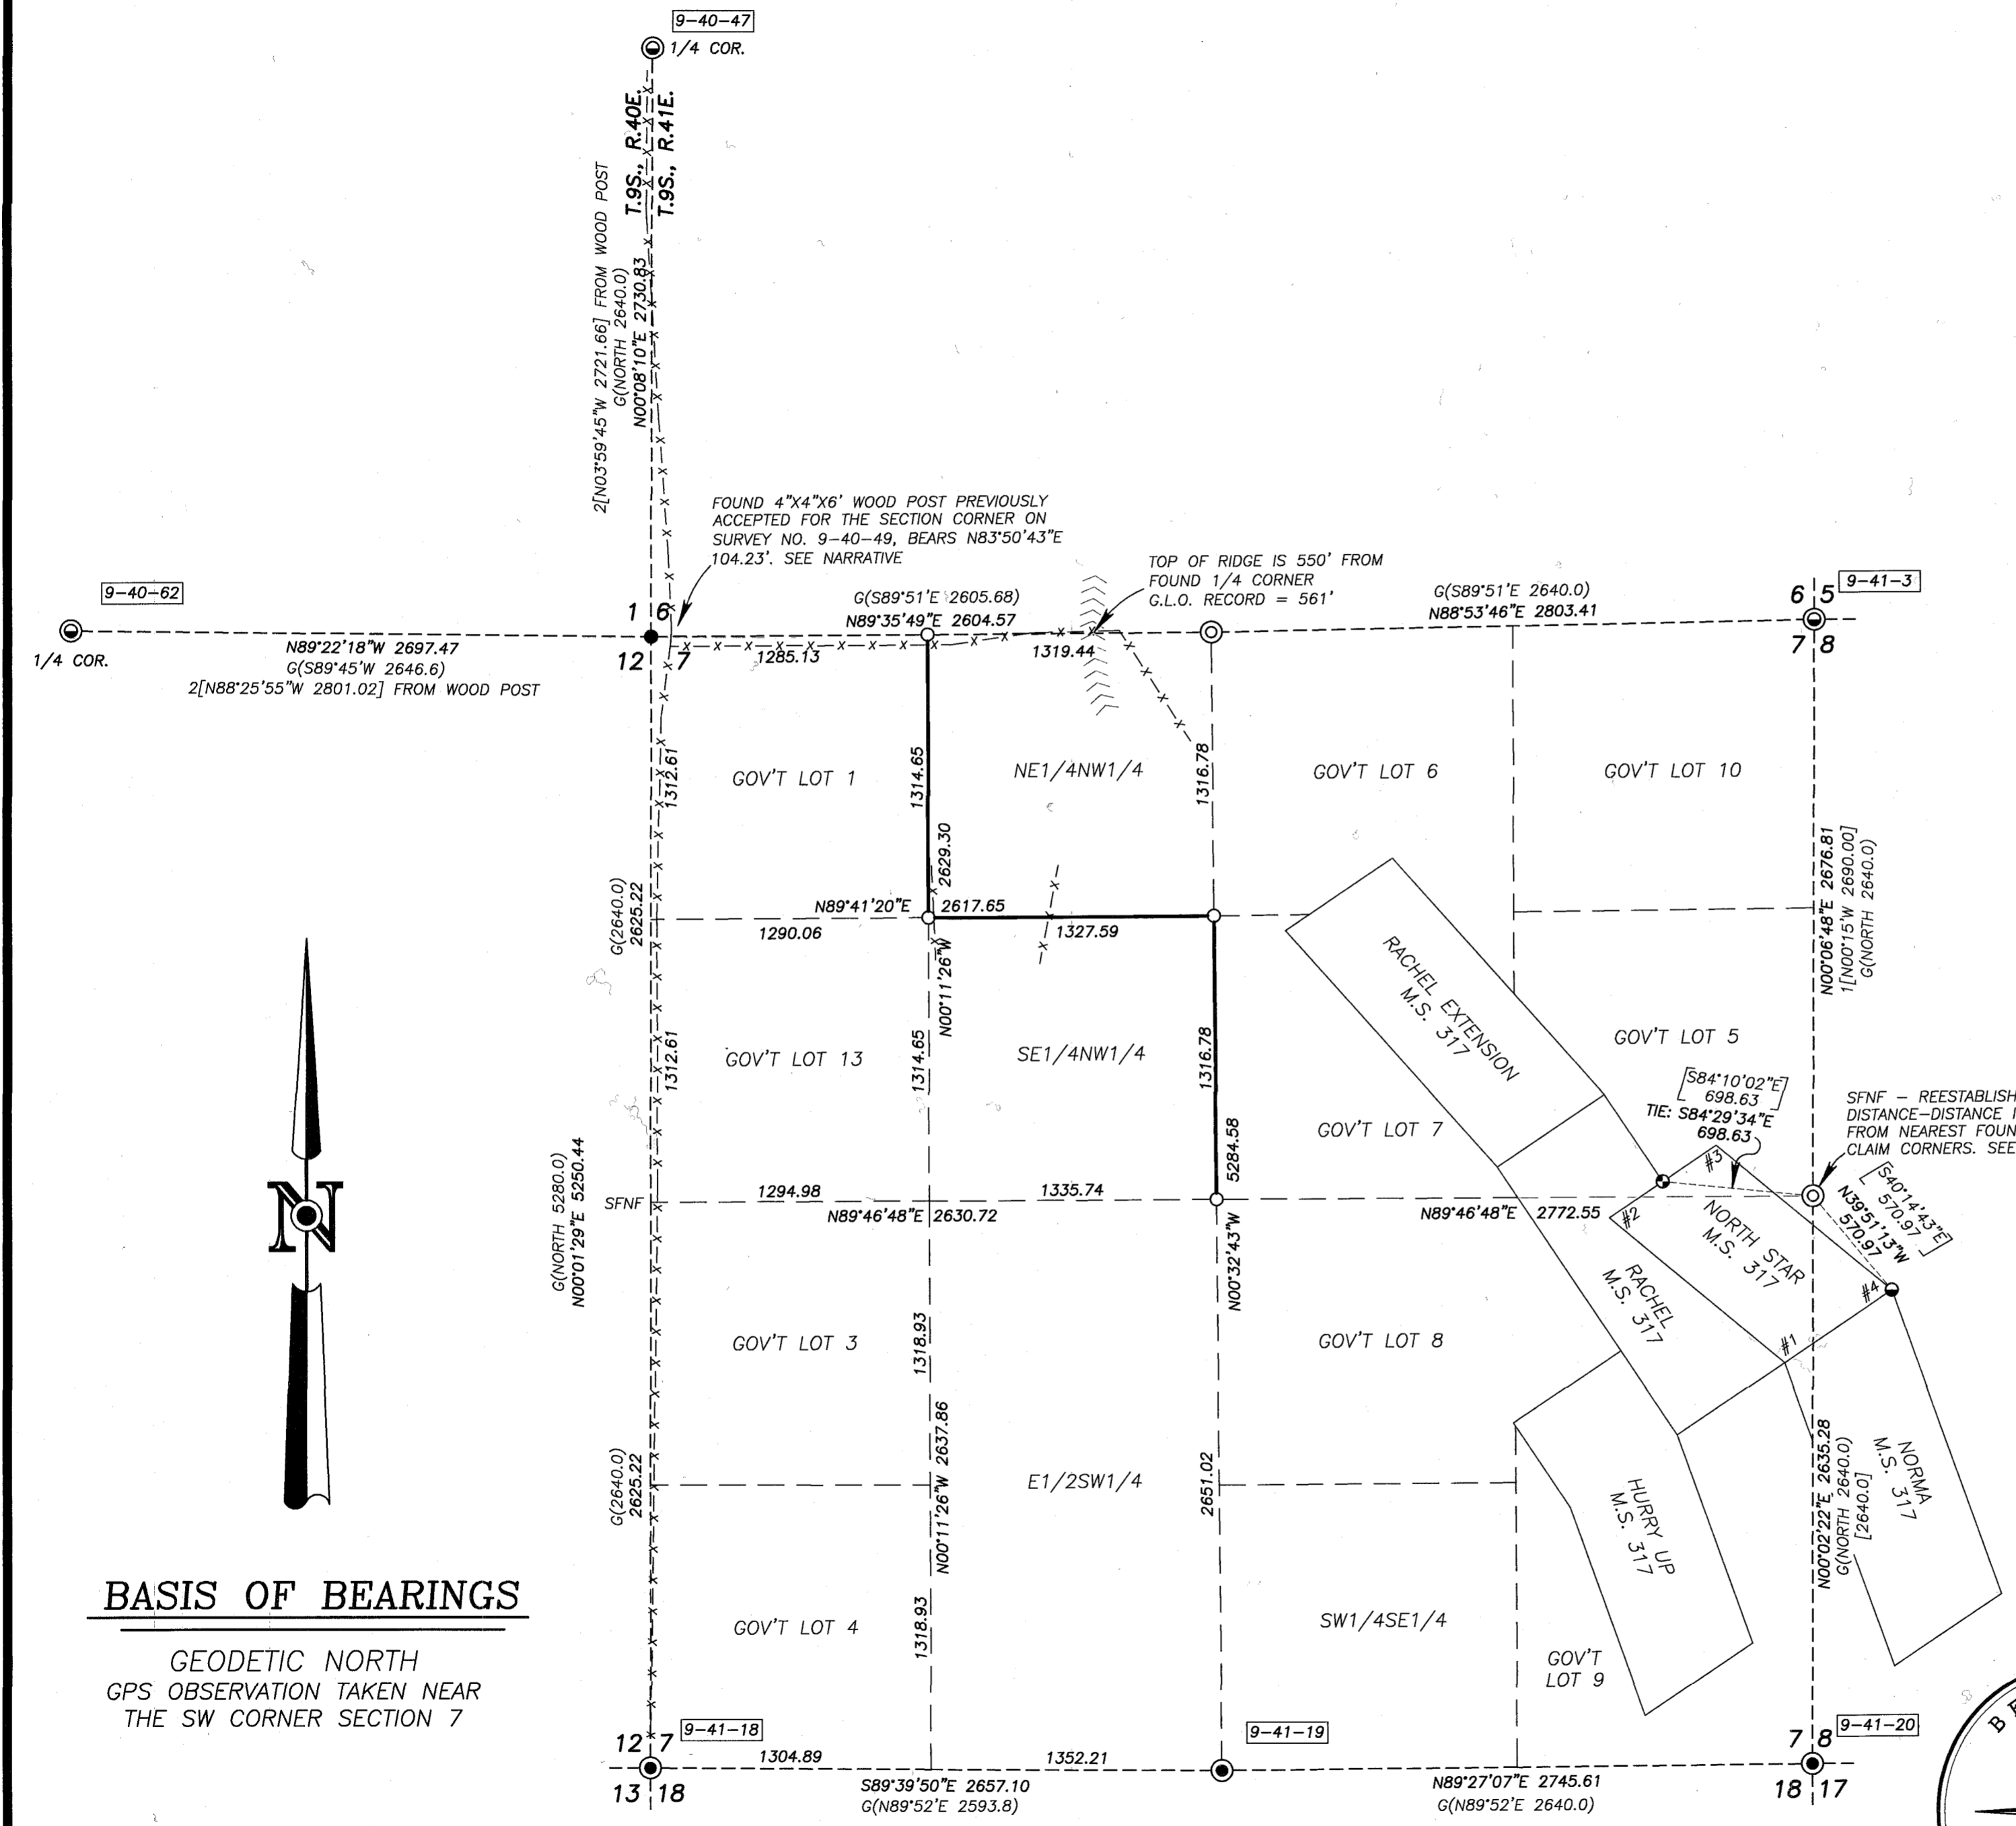 9-40-47
1/4 COR.
T.9S., R.40E.
T.9S., R.41E.
2[N03°59'45"W 2721.66] FROM WOOD POST
G(NORTH 2640.0)
N00°08'10"E 2730.83
FOUND 4"X4"X6' WOOD POST PREVIOUSLY
ACCEPTED FOR THE SECTION CORNER ON
SURVEY NO. 9-40-49, BEARS N83°50'43"E
104.23'. SEE NARRATIVE
TOP OF RIDGE IS 550' FROM
FOUND 1/4 CORNER
G.L.O. RECORD = 561'
9-40-62
1/4 COR.
N89°22'18"W 2697.47
G(S89°45'W 2646.6)
2[N88°25'55"W 2801.02] FROM WOOD POST
1 6
12 7
G(S89°51'E 2605.68)
N89°35'49"E 2604.57
1285.13
1319.44
G(S89°51'E 2640.0)
N88°53'46"E 2803.41
6 5
7 8
9-41-3
1312.61
GOV'T LOT 1
1314.65
NE1/4NW1/4
1316.78
GOV'T LOT 6
GOV'T LOT 10
2629.30
N00°11'26"W
G(2640.0)
2625.22
N89°41'20"E 2617.65
1290.06
1327.59
N00°06'48"E 2676.81
1[N00°15'W 2690.00]
G(NORTH 2640.0)
RACHEL EXTENSION
M.S. 317
1312.61
GOV'T LOT 13
1314.65
SE1/4NW1/4
1316.78
GOV'T LOT 5
[S84°10'02"E
698.63]
TIE: S84°29'34"E
698.63
SFNF - REESTABLISH
DISTANCE-DISTANCE
FROM NEAREST FOUN
CLAIM CORNERS. SEE
GOV'T LOT 7
5284.58
N00°32'43"W
G(NORTH 5280.0)
N00°01'29"E 5250.44
SFNF
1294.98
1335.74
N89°46'48"E 2630.72
N89°46'48"E 2772.55
#3
#2
#4
#1
NORTH STAR
M.S. 317
[S40°14'43"E
570.97]
N39°51'13"W
570.97
RACHEL
M.S. 317
GOV'T LOT 3
1318.93
GOV'T LOT 8
G(2640.0)
2625.22
N00°11'26"W 2637.86
E1/2SW1/4
2651.02
HURRY UP
M.S. 317
N00°02'22"E 2635.28
G(NORTH 2640.0)
[2640.0]
NORMA
M.S. 317
GOV'T LOT 4
1318.93
SW1/4SE1/4
GOV'T
LOT 9
N
BASIS OF BEARINGS
GEODETIC NORTH
GPS OBSERVATION TAKEN NEAR
THE SW CORNER SECTION 7
12 7
13 18
9-41-18
1304.89
1352.21
S89°39'50"E 2657.10
G(N89°52'E 2593.8)
9-41-19
N89°27'07"E 2745.61
G(N89°52'E 2640.0)
7 8
18 17
9-41-20